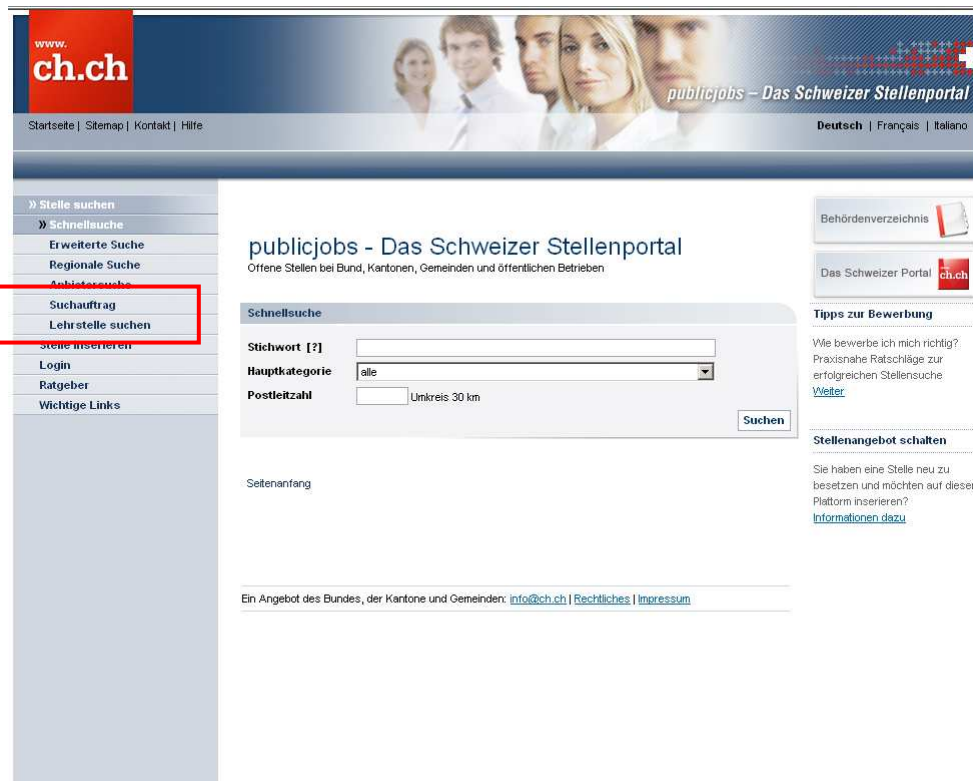 www.
ch.ch
publicjobs – Das Schweizer Stellenportal
Startseite | Sitemap | Kontakt | Hilfe
Deutsch | Français | Italiano
» Stelle suchen
» Schnellsuche
Erweiterte Suche
Regionale Suche
Anbietersuche
Suchauftrag
Lehrstelle suchen
Stelle inserieren
Login
Ratgeber
Wichtige Links
publicjobs - Das Schweizer Stellenportal
Offene Stellen bei Bund, Kantonen, Gemeinden und öffentlichen Betrieben
Schnellsuche
Stichwort [?]
Hauptkategorie alle
Postleitzahl Umkreis 30 km
Suchen
Seitenanfang
Ein Angebot des Bundes, der Kantone und Gemeinden: info@ch.ch | Rechtliches | Impressum
Behördenverzeichnis
Das Schweizer Portal ch.ch
Tipps zur Bewerbung
Wie bewerbe ich mich richtig?
Praxisnahe Ratschläge zur
erfolgreichen Stellensuche
Weiter
Stellenangebot schalten
Sie haben eine Stelle neu zu
besetzen und möchten auf dieser
Plattorm inserieren?
Informationen dazu